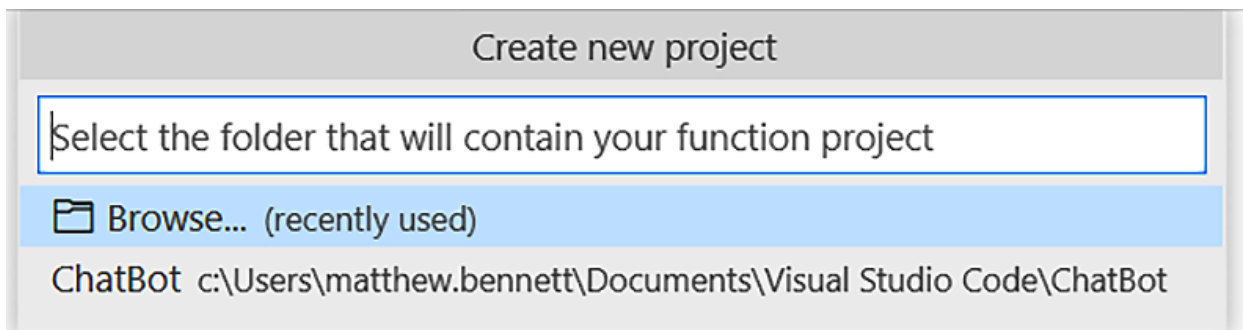 Create new project
Select the folder that will contain your function project
Browse... (recently used)
ChatBot c:\Users\matthew.bennett\Documents\Visual Studio Code\ChatBot